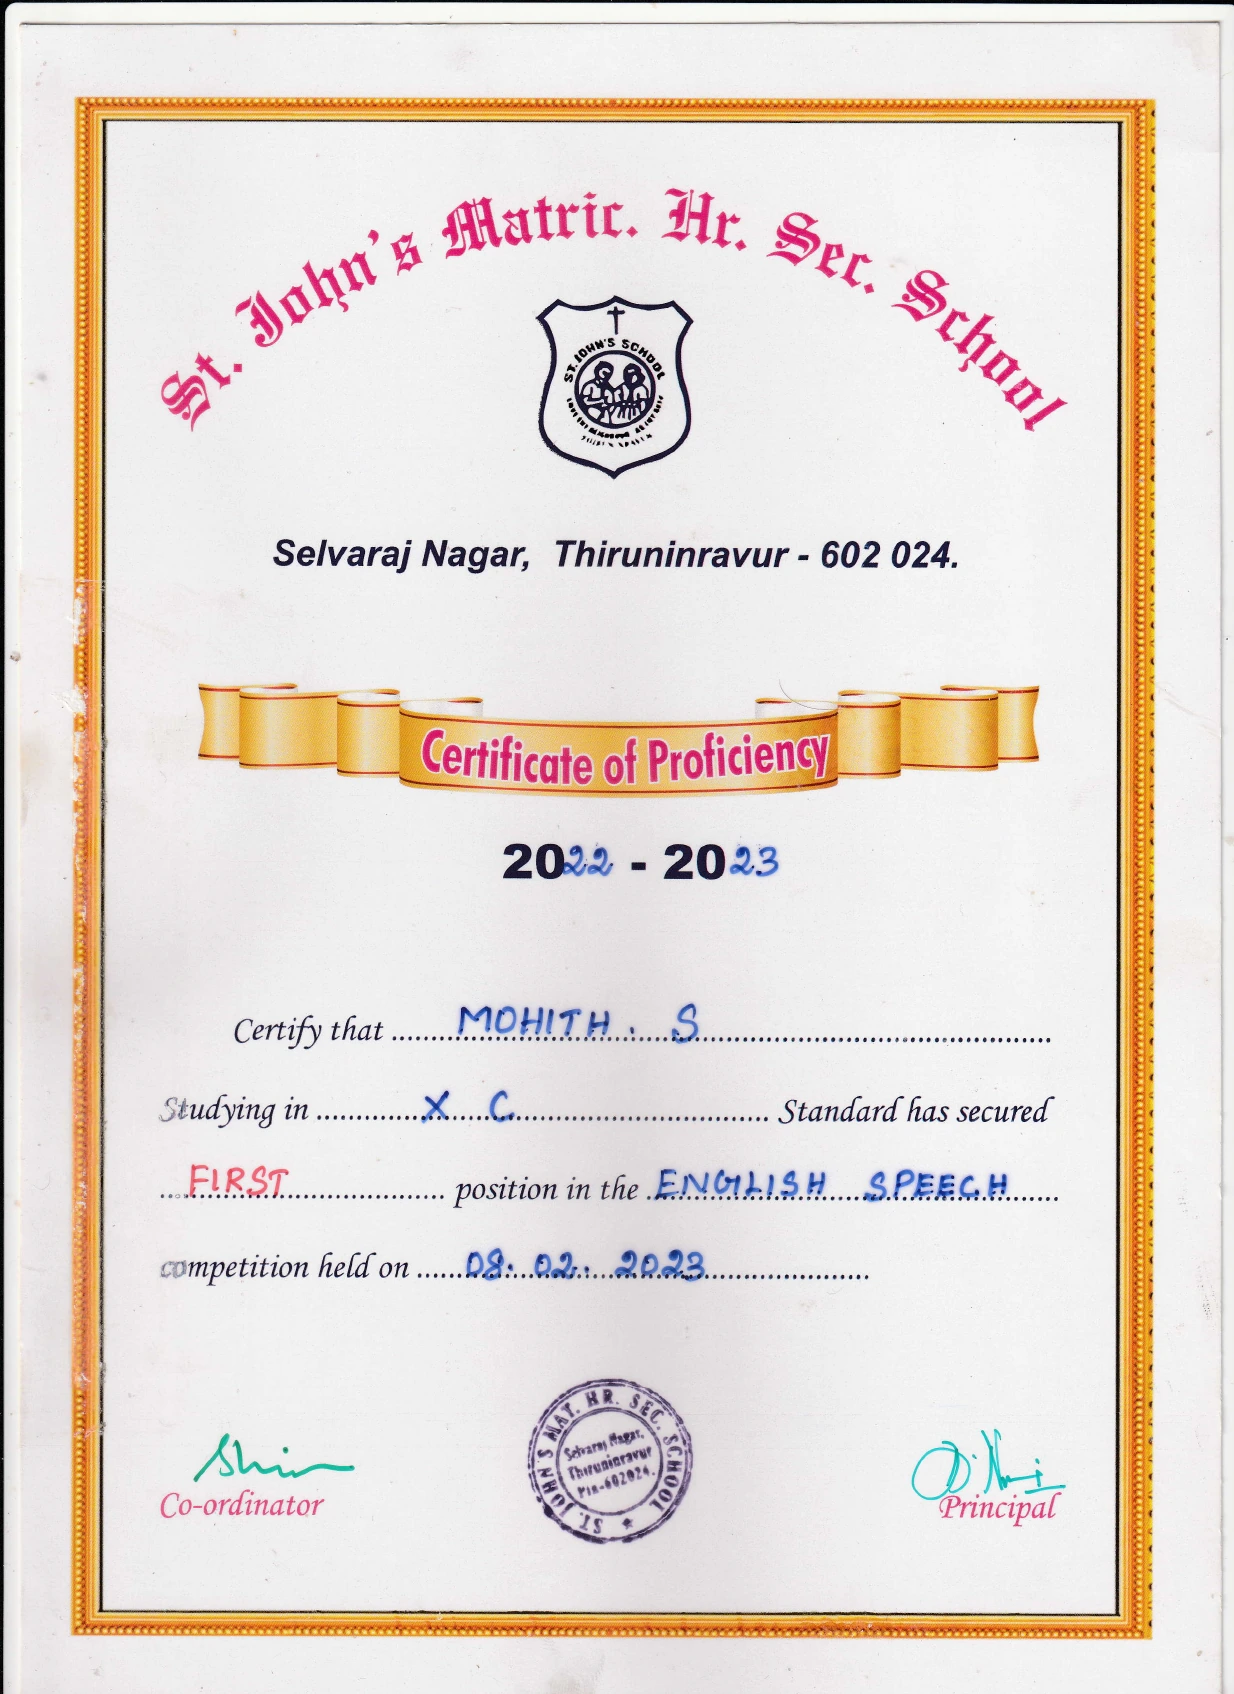 St. John's Matric. Hr. Sec. School
ST. JOHN'S SCHOOL
Selvaraj Nagar, Thiruninravur - 602 024.
Certificate of Proficiency
2022 - 2023
Certify that MOHITH. S
Studying in X C Standard has secured
FIRST position in the ENGLISH SPEECH
competition held on 08. 02. 2023
ST. JOHN'S MAT. HR. SEC. SCHOOL
Selvaraj Nagar,
Thiruninravur
Pin-602024.
Co-ordinator
Principal